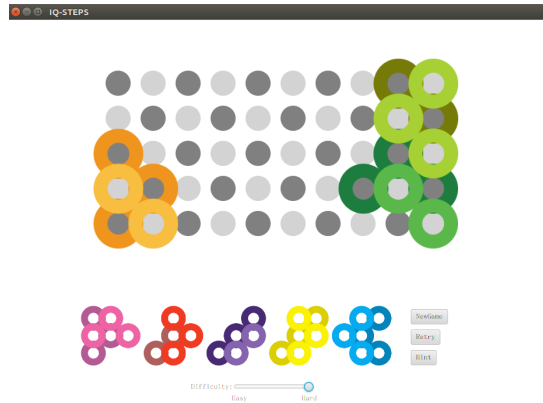 IQ-STEPS
NewGame
Retry
Hint
Difficulty:
Easy Hard